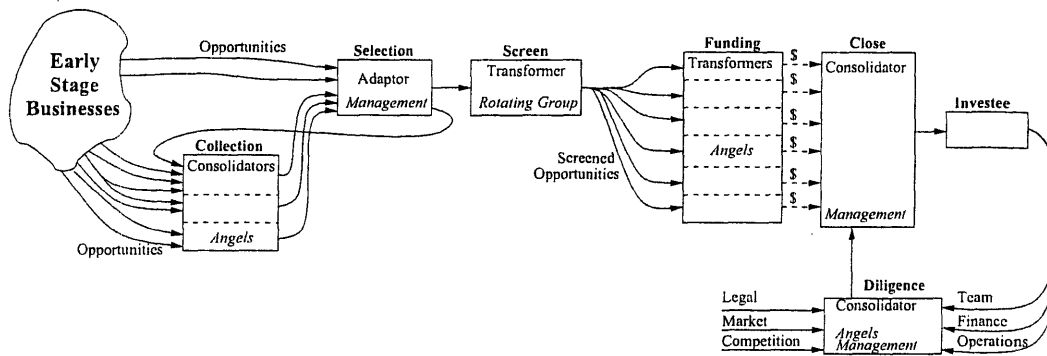 Early
Stage
Businesses
Opportunities
Opportunities
Collection
Consolidators
Angels
Selection
Adaptor
Management
Screen
Transformer
Rotating Group
Screened
Opportunities
Funding
Transformers
Angels
$
$
$
$
$
$
Close
Consolidator
Management
Investee
Diligence
Consolidator
Angels
Management
Legal
Market
Competition
Team
Finance
Operations